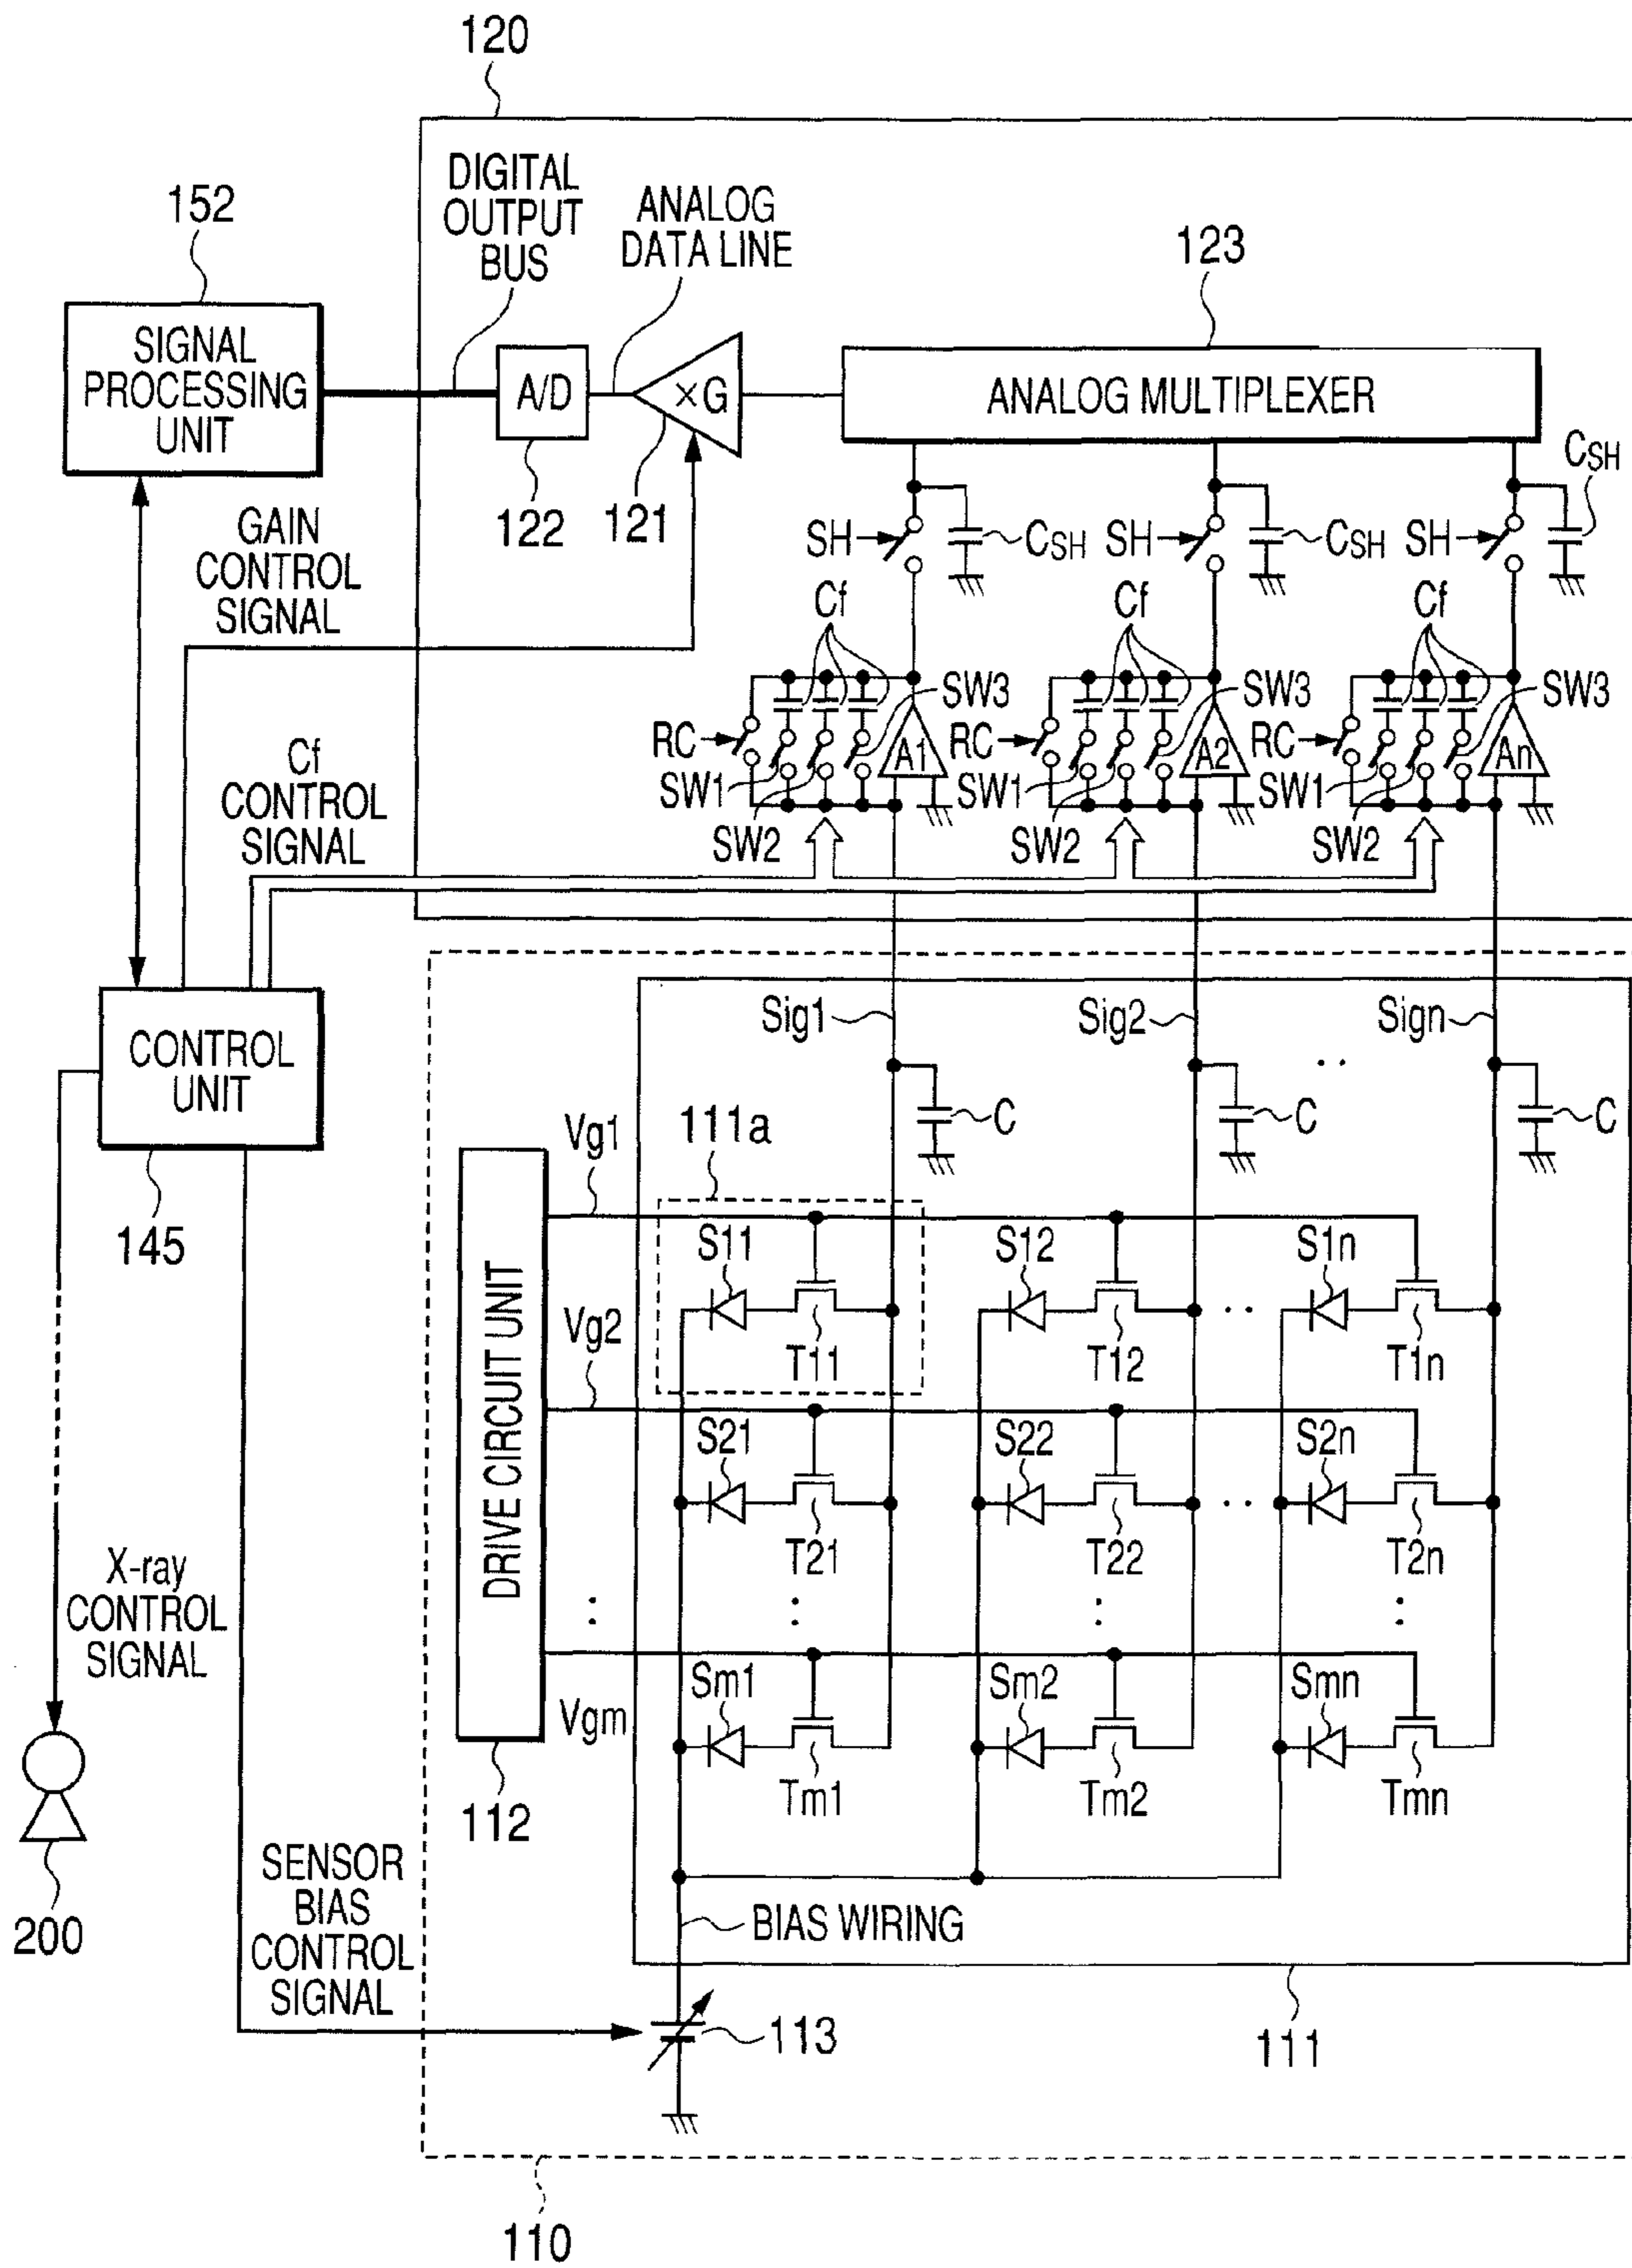 120
152
DIGITAL
OUTPUT
BUS
ANALOG
DATA LINE
123
SIGNAL
PROCESSING
UNIT
A/D
×G
ANALOG MULTIPLEXER
122
121
GAIN
CONTROL
SIGNAL
SH
CSH
SH
CSH
SH
CSH
Cf
Cf
Cf
RC
SW1
SW2
SW3
A1
RC
SW1
SW2
SW3
A2
RC
SW1
SW2
SW3
An
Cf
CONTROL
SIGNAL
CONTROL
UNIT
145
Sig1
Sig2
··
Sign
C
C
C
111a
Vg1
S11
T11
S12
T12
··
S1n
T1n
DRIVE CIRCUIT UNIT
Vg2
S21
T21
S22
T22
··
S2n
T2n
:
:
:
:
Vgm
Sm1
Tm1
Sm2
Tm2
Smn
Tmn
112
X-ray
CONTROL
SIGNAL
200
SENSOR
BIAS
CONTROL
SIGNAL
BIAS WIRING
113
111
110